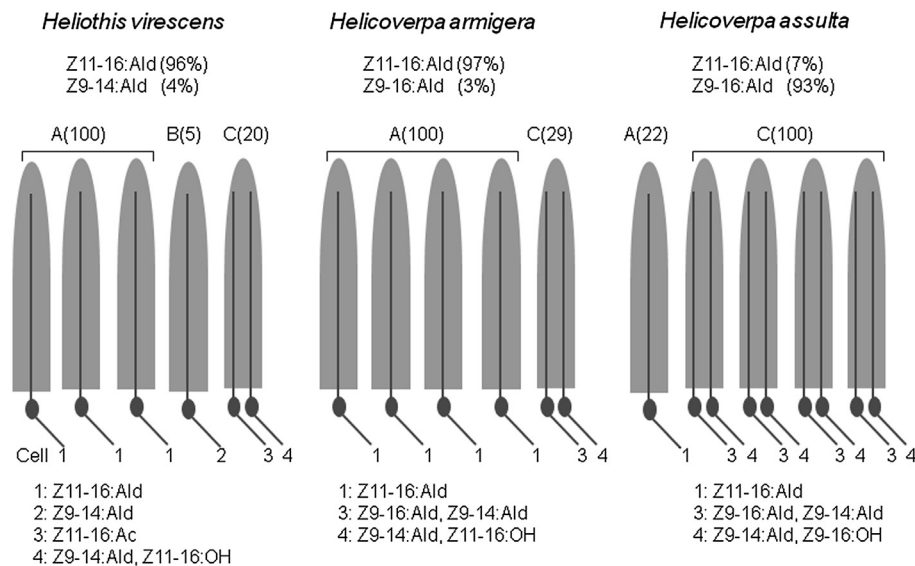 Heliothis virescens
Helicoverpa armigera
Helicoverpa assulta
Z11-16:Ald (96%)
Z9-14:Ald (4%)
Z11-16:Ald (97%)
Z9-16:Ald (3%)
Z11-16:Ald (7%)
Z9-16:Ald (93%)
A(100) B(5) C(20)
A(100) C(29)
A(22) C(100)
Cell 1 1 1 2 3 4
1 1 1 1 3 4
1 3 4 3 4 3 4 3 4
1: Z11-16:Ald
2: Z9-14:Ald
3: Z11-16:Ac
4: Z9-14:Ald, Z11-16:OH
1: Z11-16:Ald
3: Z9-16:Ald, Z9-14:Ald
4: Z9-14:Ald, Z11-16:OH
1: Z11-16:Ald
3: Z9-16:Ald, Z9-14:Ald
4: Z9-14:Ald, Z9-16:OH